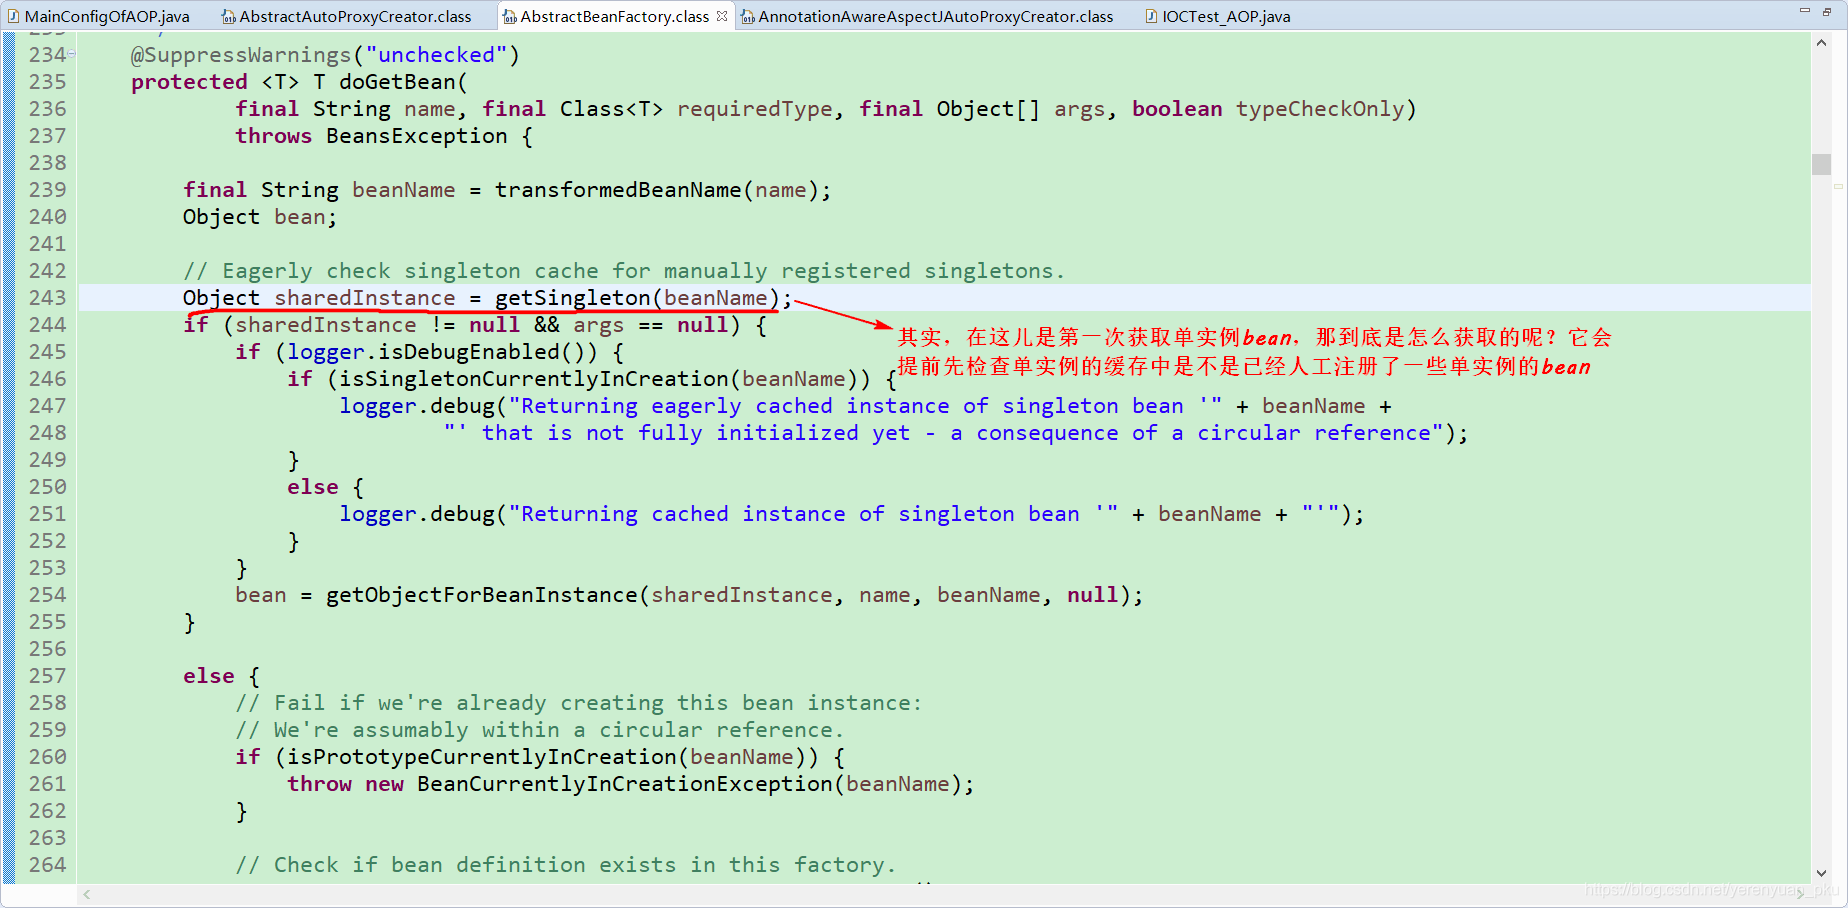 MainConfigOfAOP.java AbstractAutoProxyCreator.class AbstractBeanFactory.class AnnotationAwareAspectJAutoProxyCreator.class IOCTest_AOP.java
234 @SuppressWarnings("unchecked")
235 protected <T> T doGetBean(
236 final String name, final Class<T> requiredType, final Object[] args, boolean typeCheckOnly)
237 throws BeansException {
238
239 final String beanName = transformedBeanName(name);
240 Object bean;
241
242 // Eagerly check singleton cache for manually registered singletons.
243 Object sharedInstance = getSingleton(beanName);
244 if (sharedInstance != null && args == null) {
其实，在这儿是第一次获取单实例bean，那到底是怎么获取的呢？它会
提前先检查单实例的缓存中是不是已经人工注册了一些单实例的bean
245 if (logger.isDebugEnabled()) {
246 if (isSingletonCurrentlyInCreation(beanName)) {
247 logger.debug("Returning eagerly cached instance of singleton bean '" + beanName +
248 "' that is not fully initialized yet - a consequence of a circular reference");
249 }
250 else {
251 logger.debug("Returning cached instance of singleton bean '" + beanName + "'");
252 }
253 }
254 bean = getObjectForBeanInstance(sharedInstance, name, beanName, null);
255 }
256
257 else {
258 // Fail if we're already creating this bean instance:
259 // We're assumably within a circular reference.
260 if (isPrototypeCurrentlyInCreation(beanName)) {
261 throw new BeanCurrentlyInCreationException(beanName);
262 }
263
264 // Check if bean definition exists in this factory.
https://blog.csdn.net/yerenyuan_pku